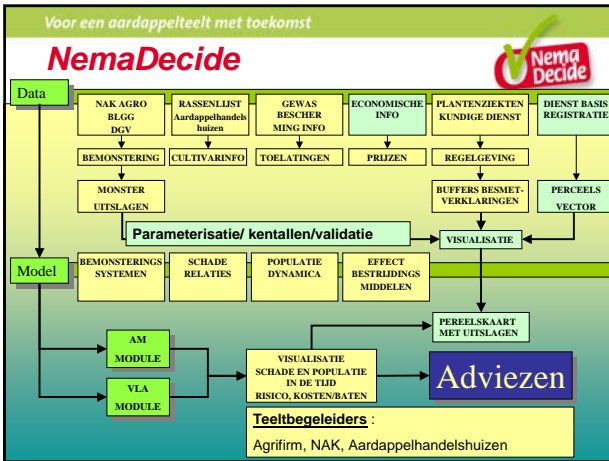 Voor een aardappelteelt met toekomst
NemaDecide
Nema
Decide
Data
NAK AGRO
BLGG
DGV
RASSENLIJST
Aardappelhandels
huizen
GEWAS
BESCHER
MING INFO
ECONOMISCHE
INFO
PLANTENZIEKTEN
KUNDIGE DIENST
DIENST BASIS
REGISTRATIE
BEMONSTERING
CULTIVARINFO
TOELATINGEN
PRIJZEN
REGELGEVING
MONSTER
UITSLAGEN
BUFFERS BESMET-
VERKLARINGEN
PERCEELS
VECTOR
Parameterisatie/ kentallen/validatie
VISUALISATIE
Model
BEMONSTERINGS
SYSTEMEN
SCHADE
RELATIES
POPULATIE
DYNAMICA
EFFECT
BESTRIJDINGS
MIDDELEN
PEREELSKAART
MET UITSLAGEN
AM
MODULE
VLA
MODULE
VISUALISATIE
SCHADE EN POPULATIE
IN DE TIJD
RISICO, KOSTEN/BATEN
Adviezen
Teeltbegeleiders :
Agrifirm, NAK, Aardappelhandelshuizen